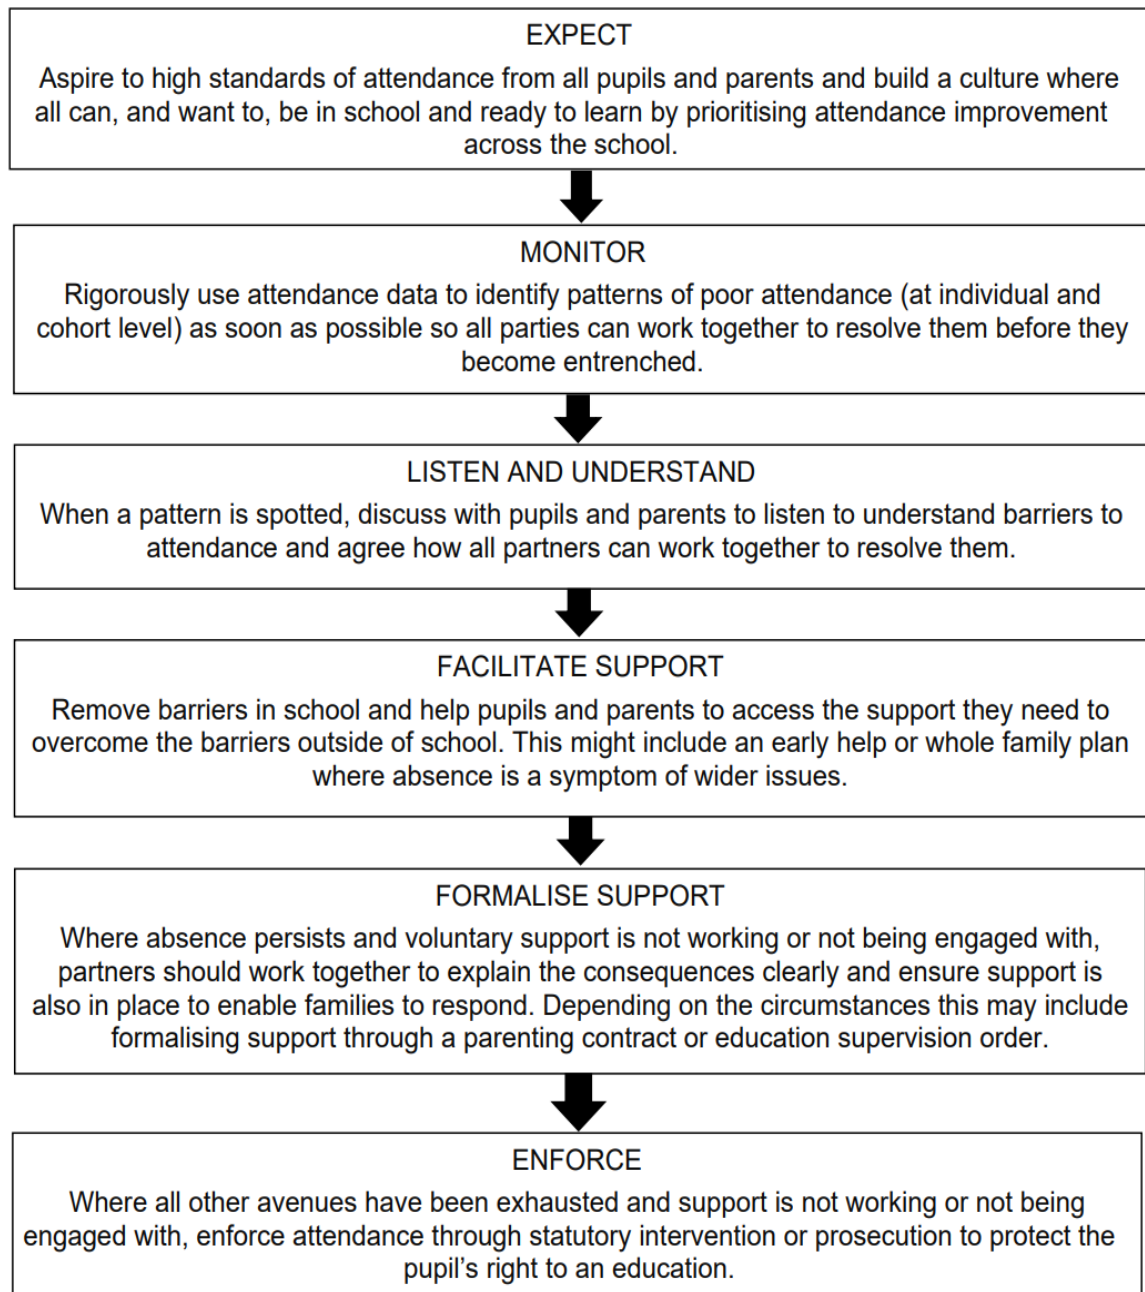 EXPECT
Aspire to high standards of attendance from all pupils and parents and build a culture where
all can, and want to, be in school and ready to learn by prioritising attendance improvement
across the school.
MONITOR
Rigorously use attendance data to identify patterns of poor attendance (at individual and
cohort level) as soon as possible so all parties can work together to resolve them before they
become entrenched.
LISTEN AND UNDERSTAND
When a pattern is spotted, discuss with pupils and parents to listen to understand barriers to
attendance and agree how all partners can work together to resolve them.
FACILITATE SUPPORT
Remove barriers in school and help pupils and parents to access the support they need to
overcome the barriers outside of school. This might include an early help or whole family plan
where absence is a symptom of wider issues.
FORMALISE SUPPORT
Where absence persists and voluntary support is not working or not being engaged with,
partners should work together to explain the consequences clearly and ensure support is
also in place to enable families to respond. Depending on the circumstances this may include
formalising support through a parenting contract or education supervision order.
ENFORCE
Where all other avenues have been exhausted and support is not working or not being
engaged with, enforce attendance through statutory intervention or prosecution to protect the
pupil’s right to an education.